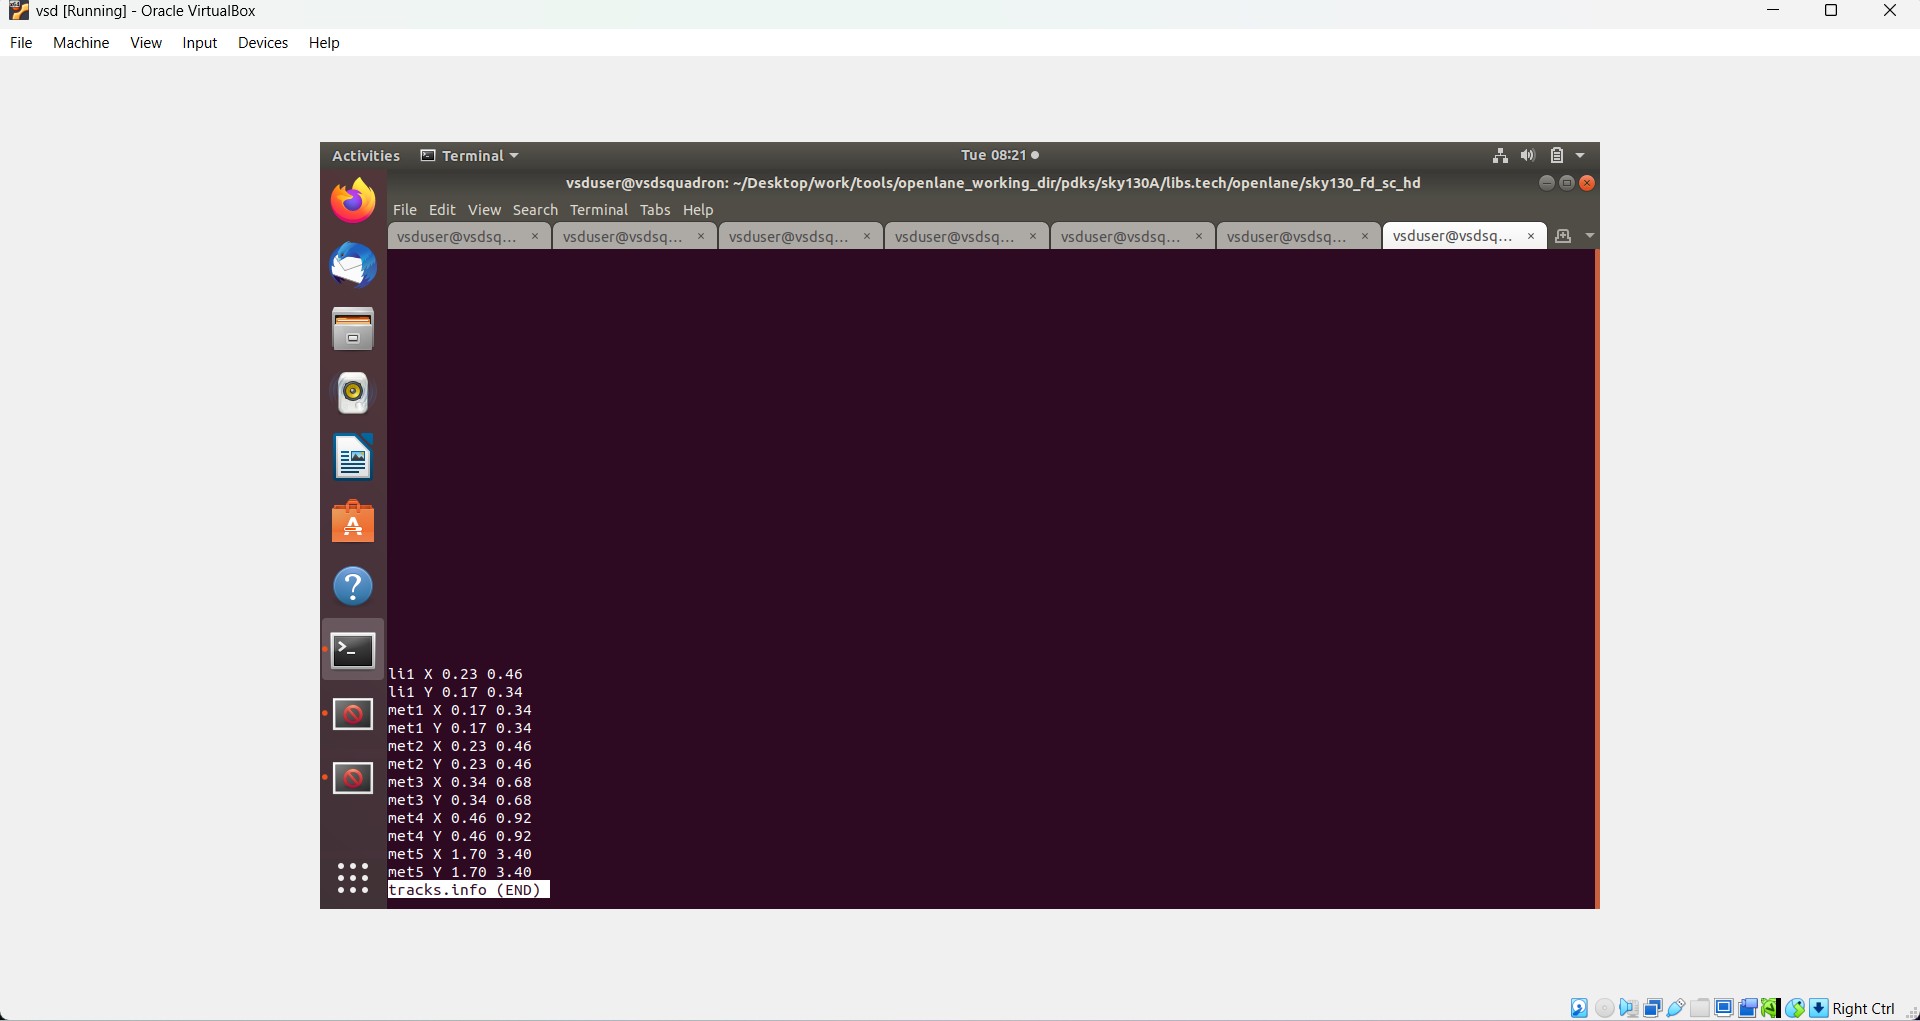 vsd [Running] - Oracle VirtualBox
File Machine View Input Devices Help
Activities Terminal Tue 08:21
vsduser@vsdsquadron: ~/Desktop/work/tools/openlane_working_dir/pdks/sky130A/libs.tech/openlane/sky130_fd_sc_hd
File Edit View Search Terminal Tabs Help
vsduser@vsdsq... × vsduser@vsdsq... × vsduser@vsdsq... × vsduser@vsdsq... × vsduser@vsdsq... × vsduser@vsdsq... × vsduser@vsdsq... ×
li1 X 0.23 0.46
li1 Y 0.17 0.34
met1 X 0.17 0.34
met1 Y 0.17 0.34
met2 X 0.23 0.46
met2 Y 0.23 0.46
met3 X 0.34 0.68
met3 Y 0.34 0.68
met4 X 0.46 0.92
met4 Y 0.46 0.92
met5 X 1.70 3.40
met5 Y 1.70 3.40
tracks.info (END)
Right Ctrl